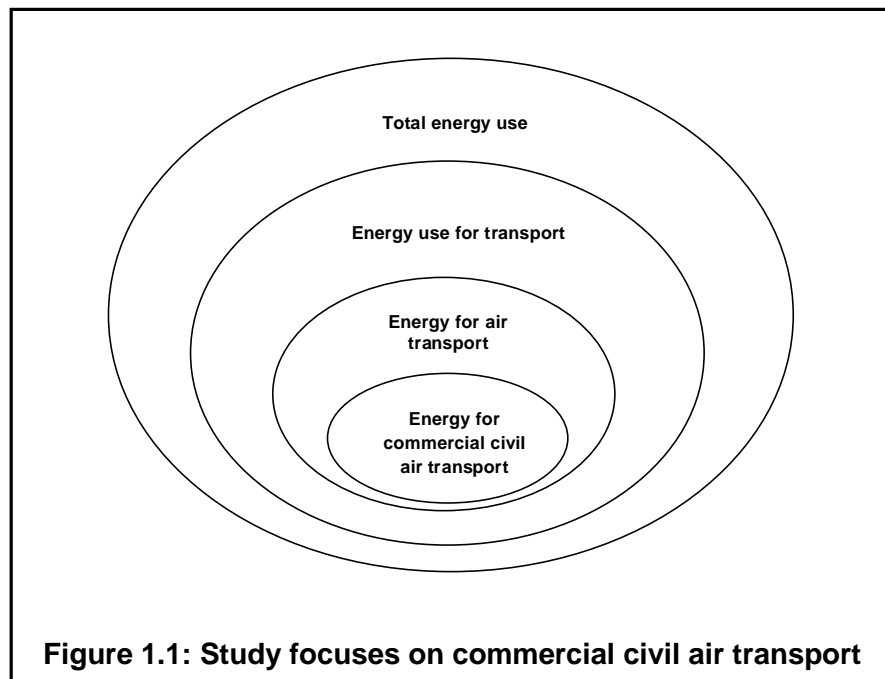 Total energy use
Energy use for transport
Energy for air
transport
Energy for
commercial civil
air transport
Figure 1.1: Study focuses on commercial civil air transport